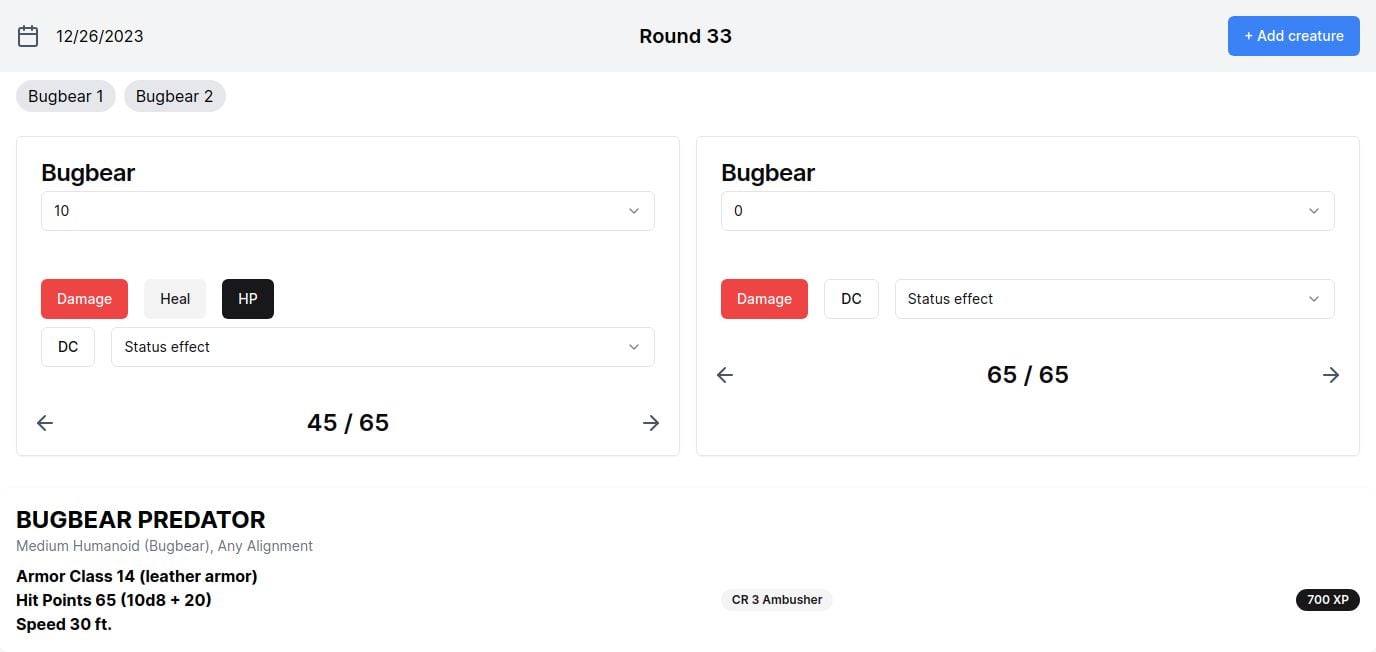 12/26/2023
Round 33
+ Add creature
Bugbear 1
Bugbear 2
Bugbear
10
Damage
Heal
HP
DC
Status effect
45 / 65
Bugbear
0
Damage
DC
Status effect
65 / 65
BUGBEAR PREDATOR
Medium Humanoid (Bugbear), Any Alignment
Armor Class 14 (leather armor)
Hit Points 65 (10d8 + 20)
Speed 30 ft.
CR 3 Ambusher
700 XP